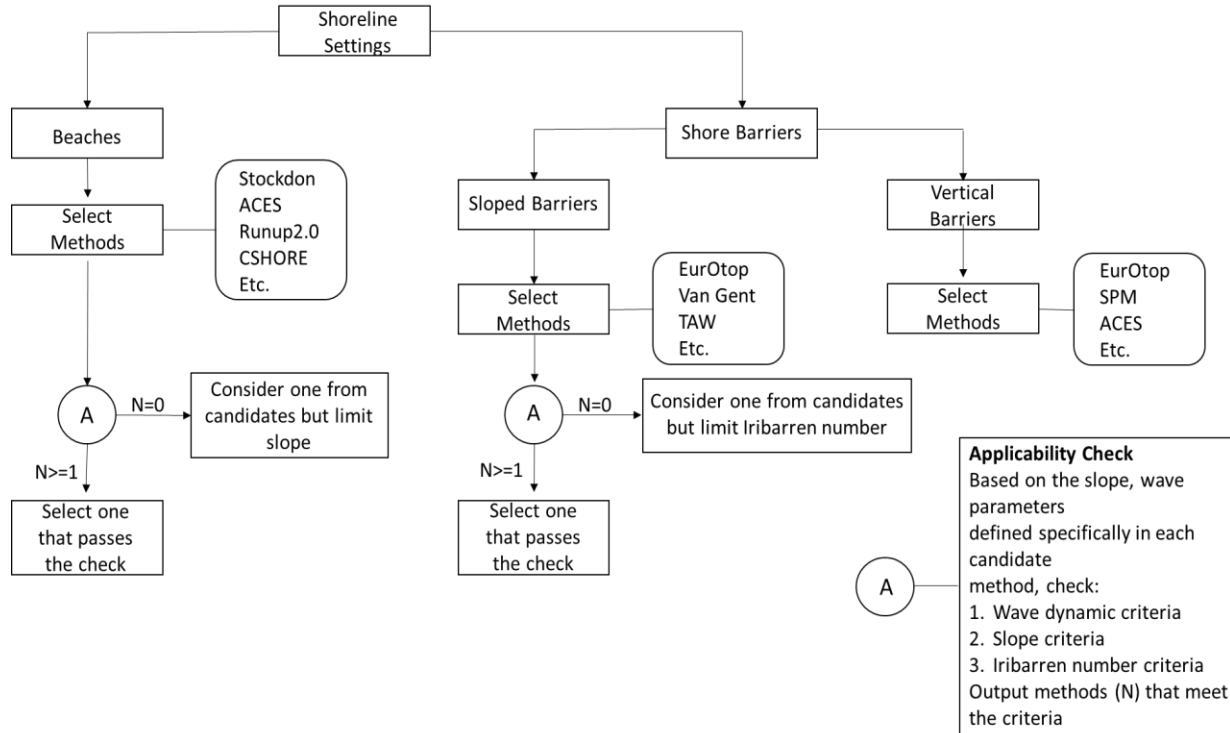 Shoreline
Settings
Beaches
Shore Barriers
Stockdon
ACES
Runup2.0
CSHORE
Etc.
Select
Methods
Sloped Barriers
Vertical
Barriers
EurOtop
Van Gent
TAW
Etc.
Select
Methods
EurOtop
SPM
ACES
Etc.
Select
Methods
A
N=0
Consider one from
candidates but limit
slope
N>=1
Select one
that passes
the check
A
N=0
Consider one from candidates
but limit Iribarren number
N>=1
Select one
that passes
the check
A
Applicability Check
Based on the slope, wave
parameters
defined specifically in each
candidate
method, check:
1. Wave dynamic criteria
2. Slope criteria
3. Iribarren number criteria
Output methods (N) that meet
the criteria